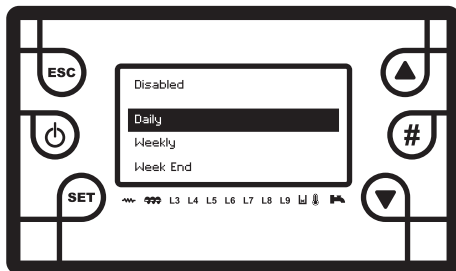 ESC
Disabled
Daily
Weekly
Week End
#
SET
L3 L4 L5 L6 L7 L8 L9